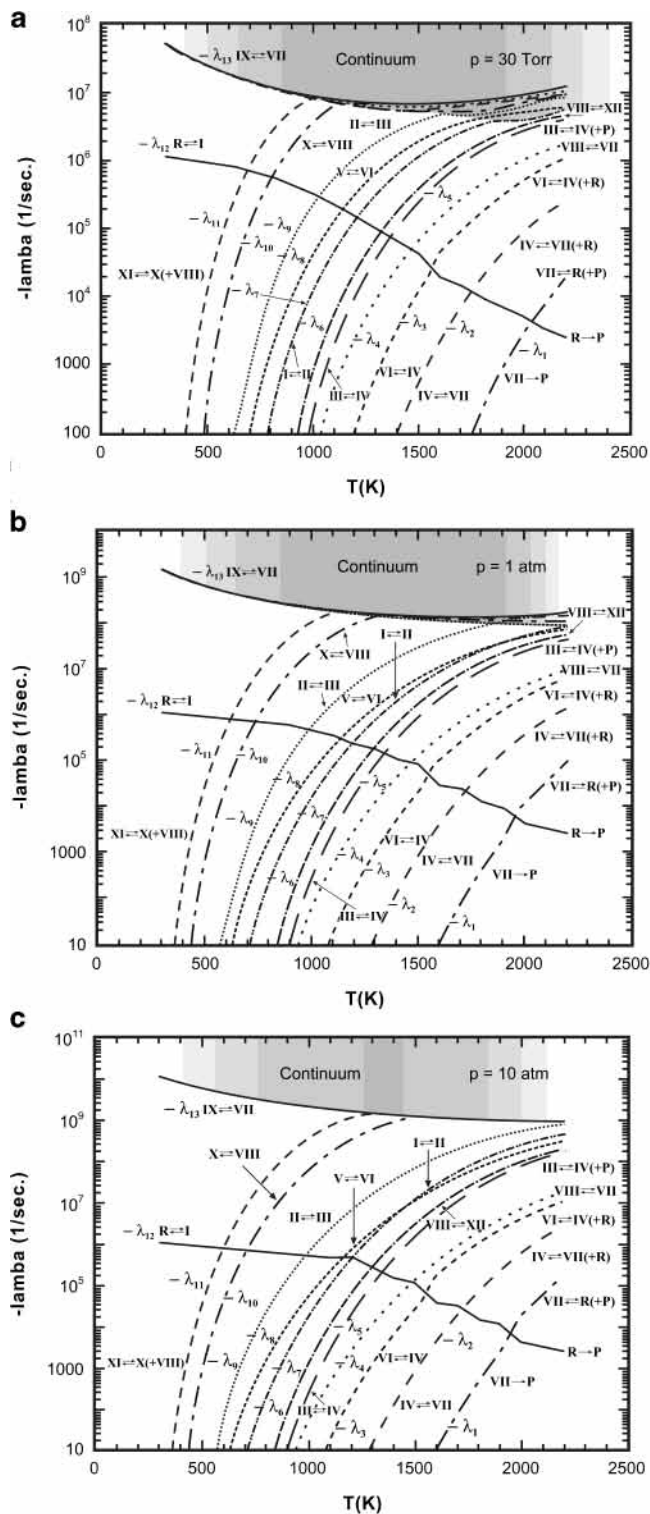 a
-lamba (1/sec.)
10^8
10^7
10^6
10^5
10^4
1000
100
Continuum
p = 30 Torr
− λ13 IX⇌VII
II⇌III
X⇌VIII
VIII⇌XII
III⇌IV(+P)
VIII⇌VII
− λ12 R⇌I
V⇌VI
− λ5
VI⇌IV(+R)
− λ11
− λ9
− λ10
− λ8
IV⇌VII(+R)
XI⇌X(+VIII)
− λ7
VII⇌R(+P)
− λ6
− λ4
− λ3
− λ2
− λ1
R→P
I⇌II
III⇌IV
VI⇌IV
IV⇌VII
VII→P
0
500
1000
1500
2000
2500
T(K)
b
-lamba (1/sec.)
10^9
10^7
10^5
1000
10
Continuum
p = 1 atm
− λ13 IX⇌VII
I⇌II
VIII⇌XII
X⇌VIII
III⇌IV(+P)
II⇌III
V⇌VI
VIII⇌VII
− λ12 R⇌I
VI⇌IV(+R)
− λ11
− λ10
IV⇌VII(+R)
− λ8
− λ5
VII⇌R(+P)
− λ9
− λ7
XI⇌X(+VIII)
VI⇌IV
R→P
− λ4
− λ3
IV⇌VII
VII→P
− λ6
III⇌IV
− λ2
− λ1
0
500
1000
1500
2000
2500
T(K)
c
-lamba (1/sec.)
10^11
10^9
10^7
10^5
1000
10
Continuum
p = 10 atm
− λ13 IX⇌VII
I⇌II
X⇌VIII
V⇌VI
III⇌IV(+P)
II⇌III
VIII⇌XII
VIII⇌VII
− λ12 R⇌I
VI⇌IV(+R)
− λ11
IV⇌VII(+R)
− λ10
− λ5
VII⇌R(+P)
− λ8
− λ2
R→P
XI⇌X(+VIII)
− λ9
− λ7
− λ4
VI⇌IV
VII→P
− λ6
III⇌IV
IV⇌VII
− λ3
− λ1
0
500
1000
1500
2000
2500
T(K)